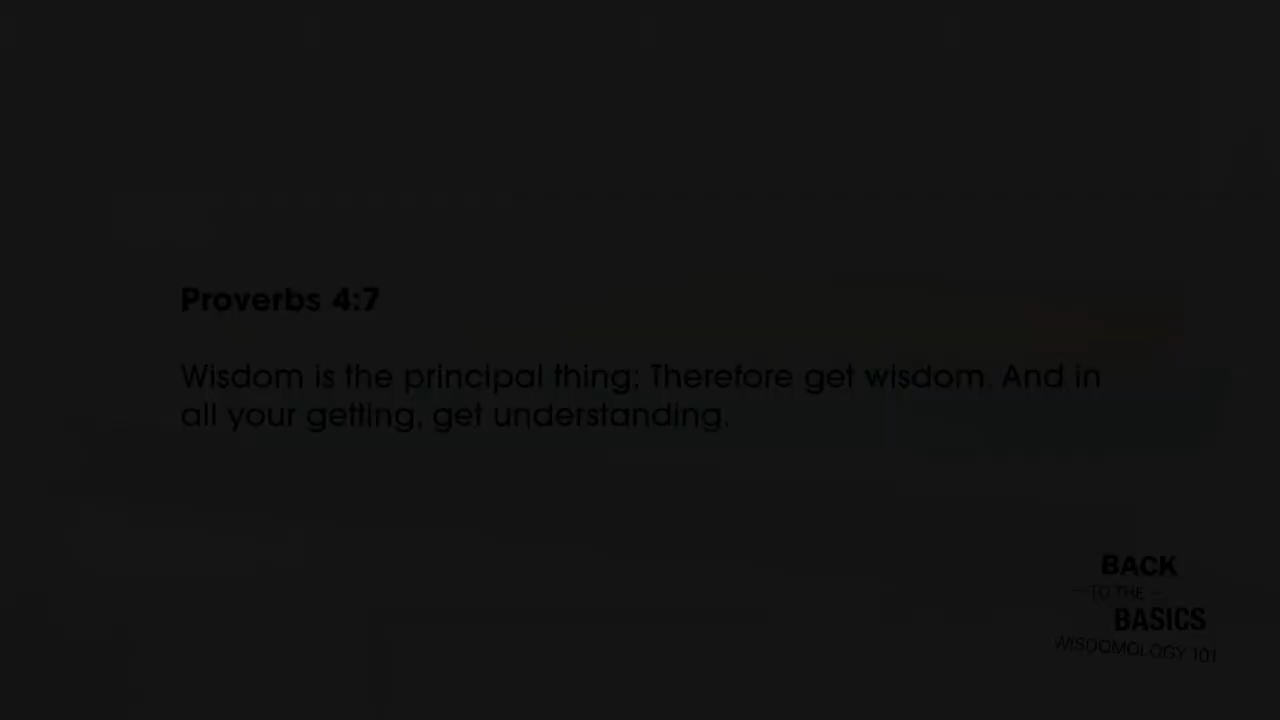 Proverbs 4:7
Wisdom is the principal thing; Therefore get wisdom. And in
all your getting, get understanding.
BACK
TO THE
BASICS
WISDOMOLOGY 101